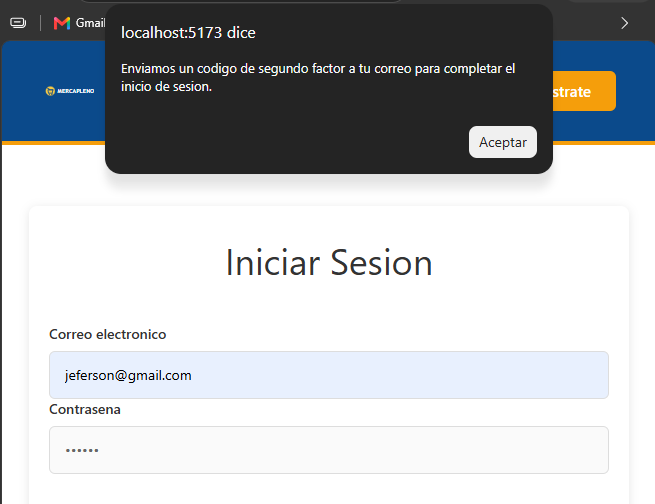 Gmail
localhost:5173 dice
Enviamos un codigo de segundo factor a tu correo para completar el
inicio de sesion.
Aceptar
MERCAPLENO
strate
Iniciar Sesion
Correo electronico
jeferson@gmail.com
Contrasena
••••••